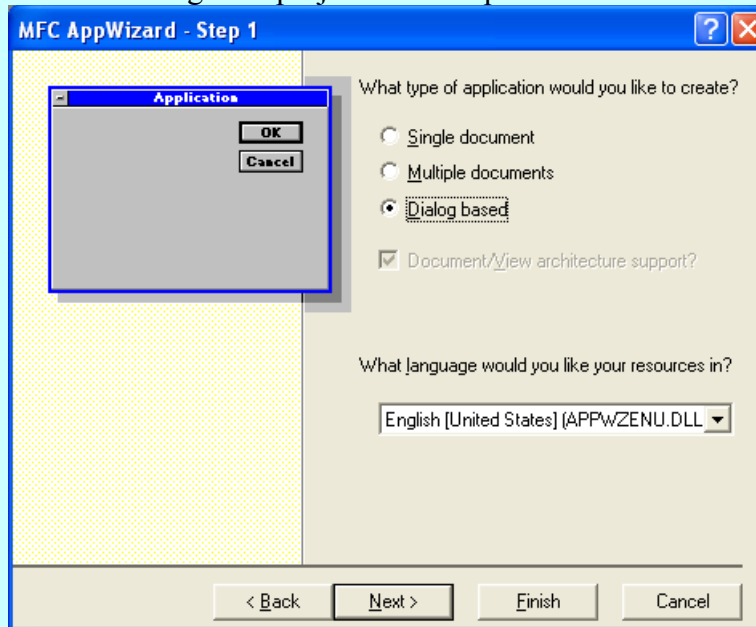 MFC AppWizard - Step 1
Application
OK
Cancel
What type of application would you like to create?
Single document
Multiple documents
Dialog based
Document/View architecture support?
What language would you like your resources in?
English [United States] (APPWZENU.DLL
< Back
Next >
Finish
Cancel